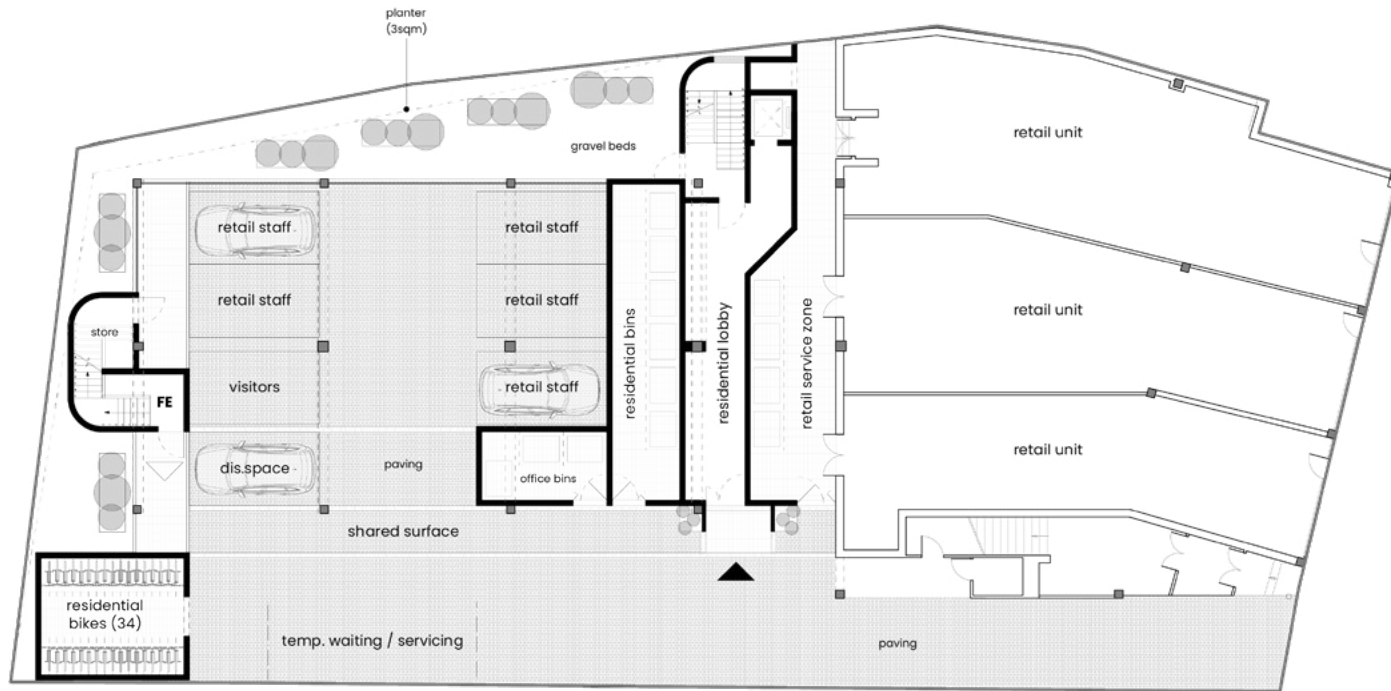 planter
(3sqm)
gravel beds
retail unit
retail staff
retail staff
retail staff
retail staff
store
residential bins
residential lobby
retail service zone
retail unit
visitors
retail staff
FE
dis.space
paving
office bins
retail unit
shared surface
residential
bikes (34)
temp. waiting / servicing
paving